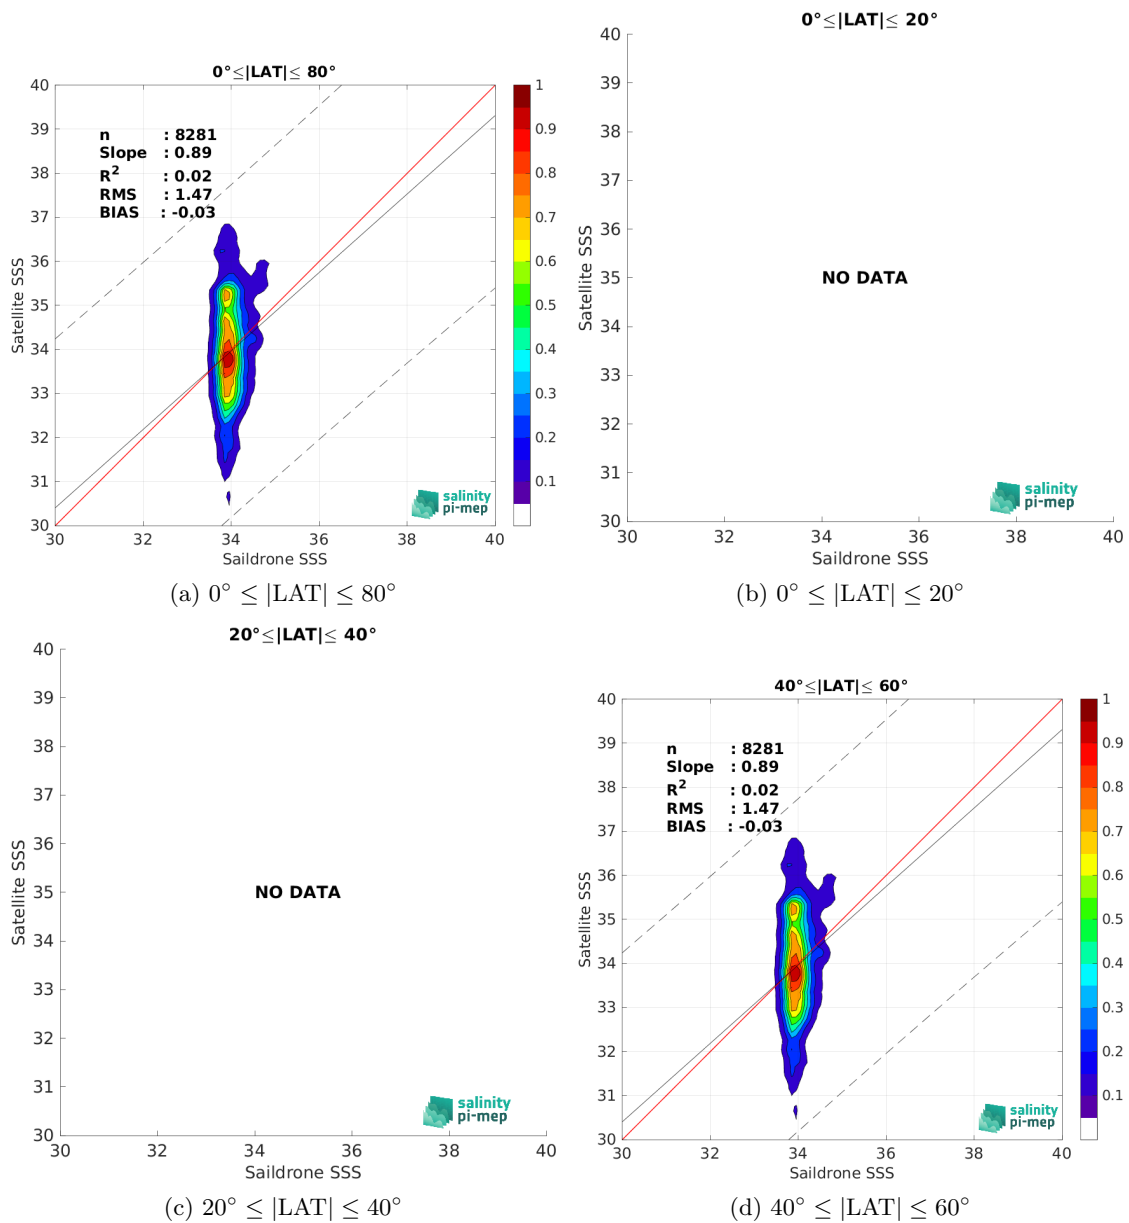 0°≤|LAT|≤ 80°
40
39
38
37
36
35
34
33
32
31
30
Satellite SSS
n : 8281
Slope : 0.89
R² : 0.02
RMS : 1.47
BIAS : -0.03
salinity
pi-mep
30 32 34 36 38 40
Saildrone SSS
1
0.9
0.8
0.7
0.6
0.5
0.4
0.3
0.2
0.1
(a) 0° ≤ |LAT| ≤ 80°
0°≤|LAT|≤ 20°
40
39
38
37
36
35
34
33
32
31
30
Satellite SSS
NO DATA
salinity
pi-mep
30 32 34 36 38 40
Saildrone SSS
(b) 0° ≤ |LAT| ≤ 20°
20°≤|LAT|≤ 40°
40
39
38
37
36
35
34
33
32
31
30
Satellite SSS
NO DATA
salinity
pi-mep
30 32 34 36 38 40
Saildrone SSS
(c) 20° ≤ |LAT| ≤ 40°
40°≤|LAT|≤ 60°
40
39
38
37
36
35
34
33
32
31
30
Satellite SSS
n : 8281
Slope : 0.89
R² : 0.02
RMS : 1.47
BIAS : -0.03
salinity
pi-mep
30 32 34 36 38 40
Saildrone SSS
1
0.9
0.8
0.7
0.6
0.5
0.4
0.3
0.2
0.1
(d) 40° ≤ |LAT| ≤ 60°